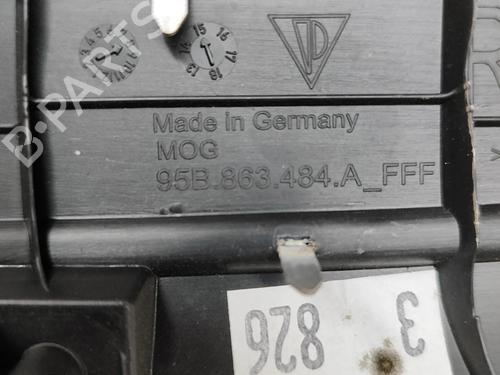 Made in Germany
MOG
95B.863.484.A_FFF
B-PARTS
3
826